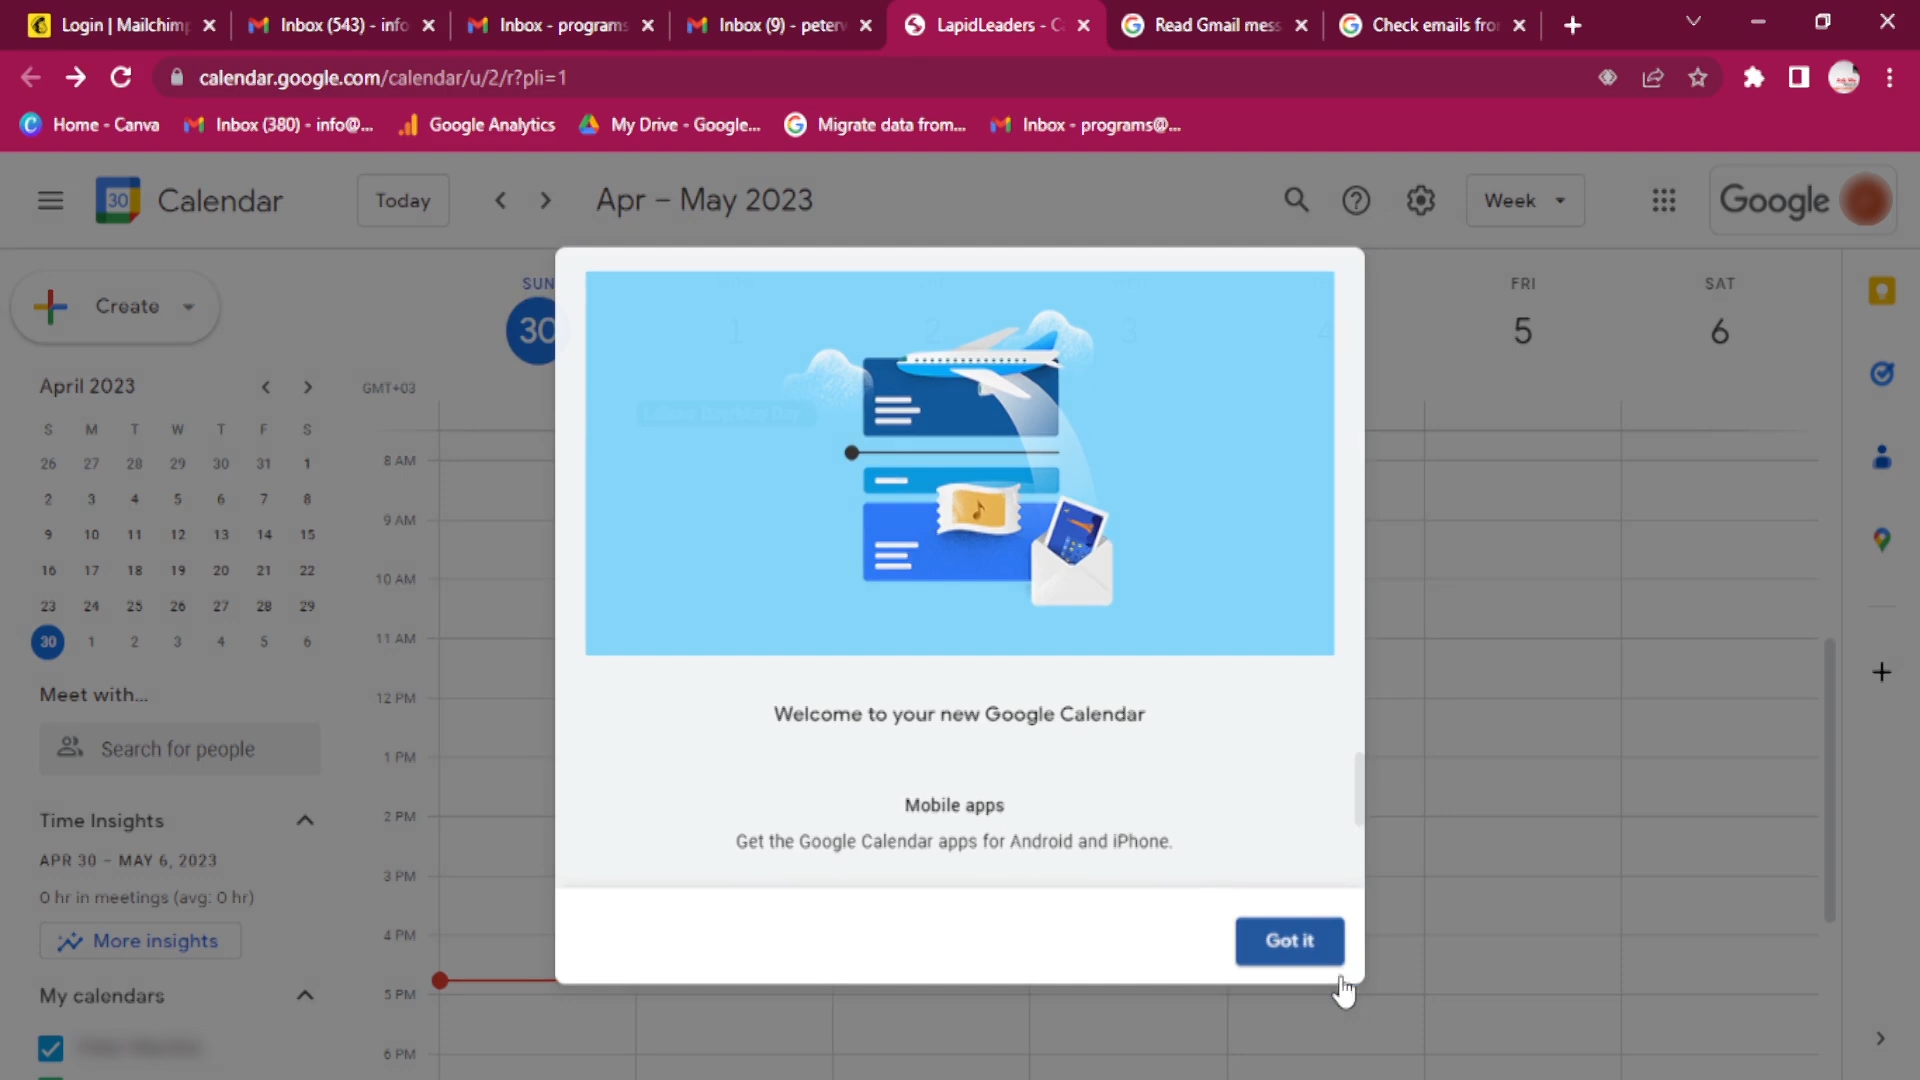 Login | Mailchim
Inbox (543) - info
Inbox - programs
Inbox (9) - peterw
LapidLeaders - Ca
Read Gmail mess
Check emails fro
calendar.google.com/calendar/u/2/r?pli=1
Home - Canva
Inbox (380) - info@...
Google Analytics
My Drive - Google...
Migrate data from...
Inbox - programs@...
30
Calendar
Today
Apr – May 2023
Week
Google
Create
SUN
30
1
2
3
4
FRI
5
SAT
6
April 2023
GMT+03
S M T W T F S
26 27 28 29 30 31 1
2 3 4 5 6 7 8
9 10 11 12 13 14 15
16 17 18 19 20 21 22
23 24 25 26 27 28 29
30 1 2 3 4 5 6
Meet with...
Search for people
Time Insights
APR 30 – MAY 6, 2023
0 hr in meetings (avg: 0 hr)
More insights
My calendars
8 AM
9 AM
10 AM
11 AM
12 PM
1 PM
2 PM
3 PM
4 PM
5 PM
6 PM
Welcome to your new Google Calendar
Mobile apps
Get the Google Calendar apps for Android and iPhone.
Got it